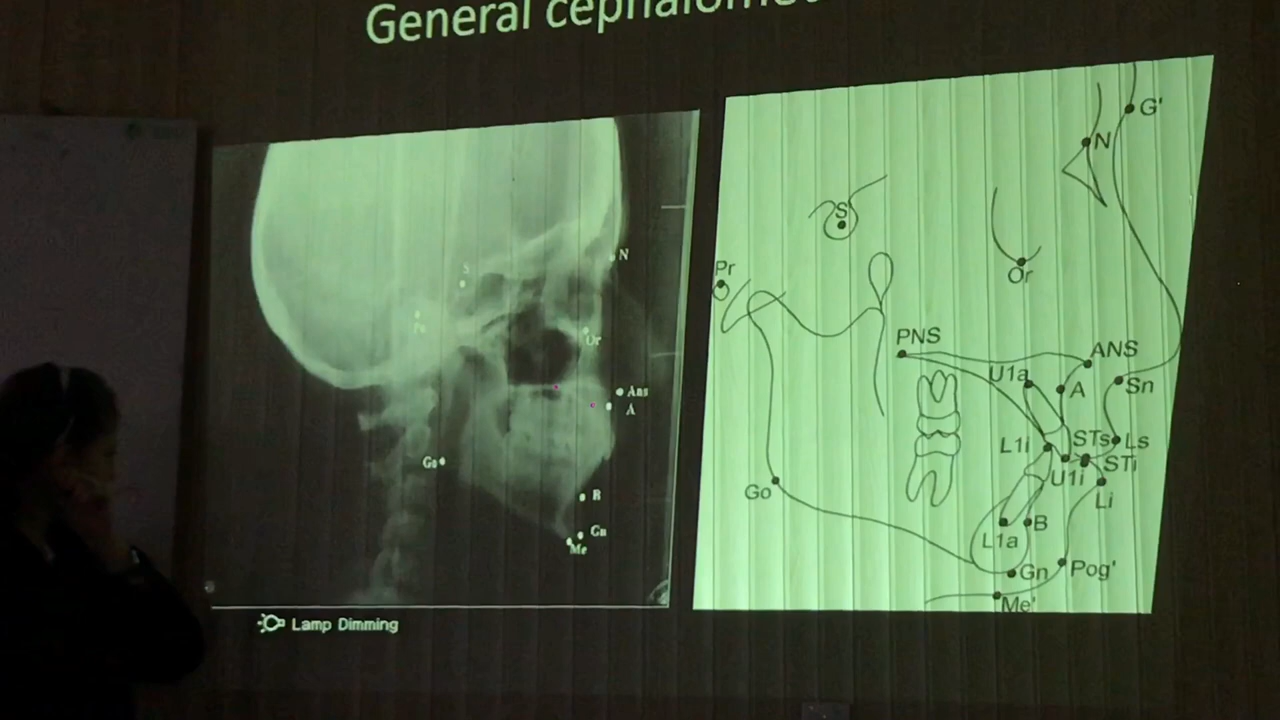 General cephalomet
S
N
Or
Ans
A
Go
B
Gn
Me
Lamp Dimming
G'
N
S
Pr
Or
PNS
ANS
U1a
A
Sn
L1i
STs
Ls
U1i
STi
Go
Li
L1a
B
Gn
Pog'
Me'